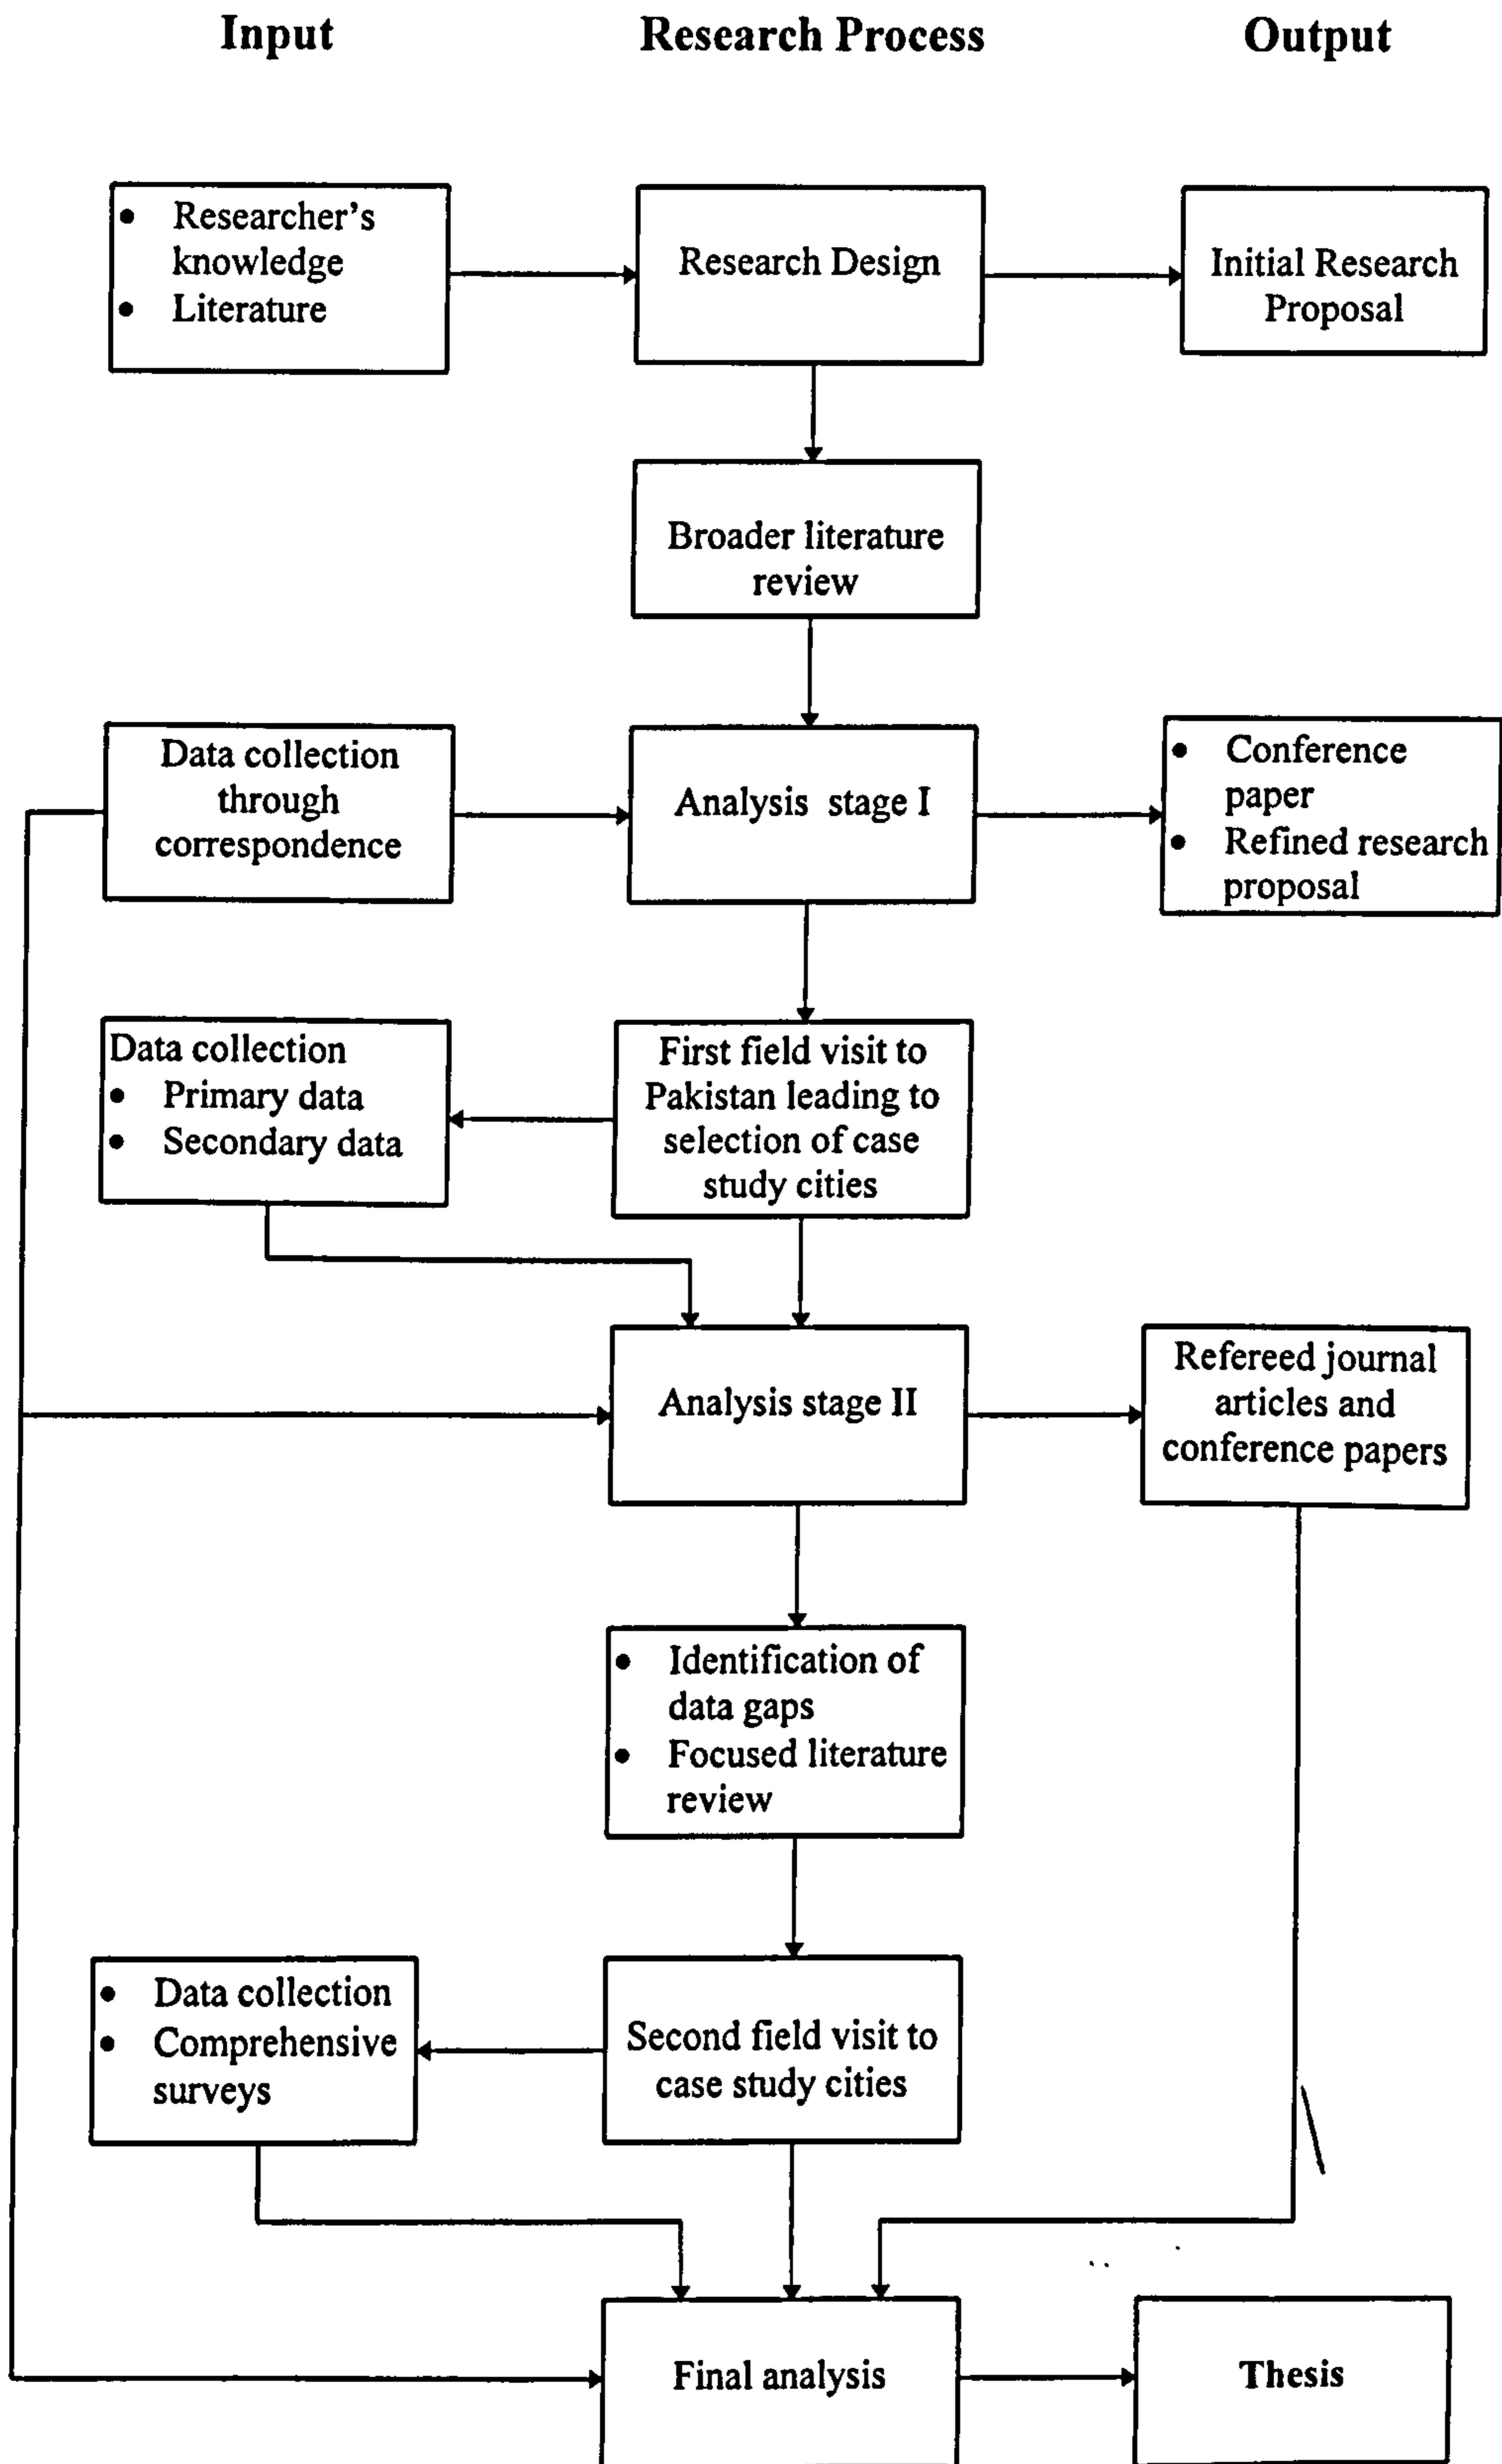 Input
Research Process
Output
• Researcher's
knowledge
• Literature
Research Design
Initial Research
Proposal
Broader literature
review
Data collection
through
correspondence
Analysis stage I
• Conference
paper
• Refined research
proposal
Data collection
• Primary data
• Secondary data
First field visit to
Pakistan leading to
selection of case
study cities
Analysis stage II
Refereed journal
articles and
conference papers
• Identification of
data gaps
• Focused literature
review
• Data collection
• Comprehensive
surveys
Second field visit to
case study cities
Final analysis
Thesis